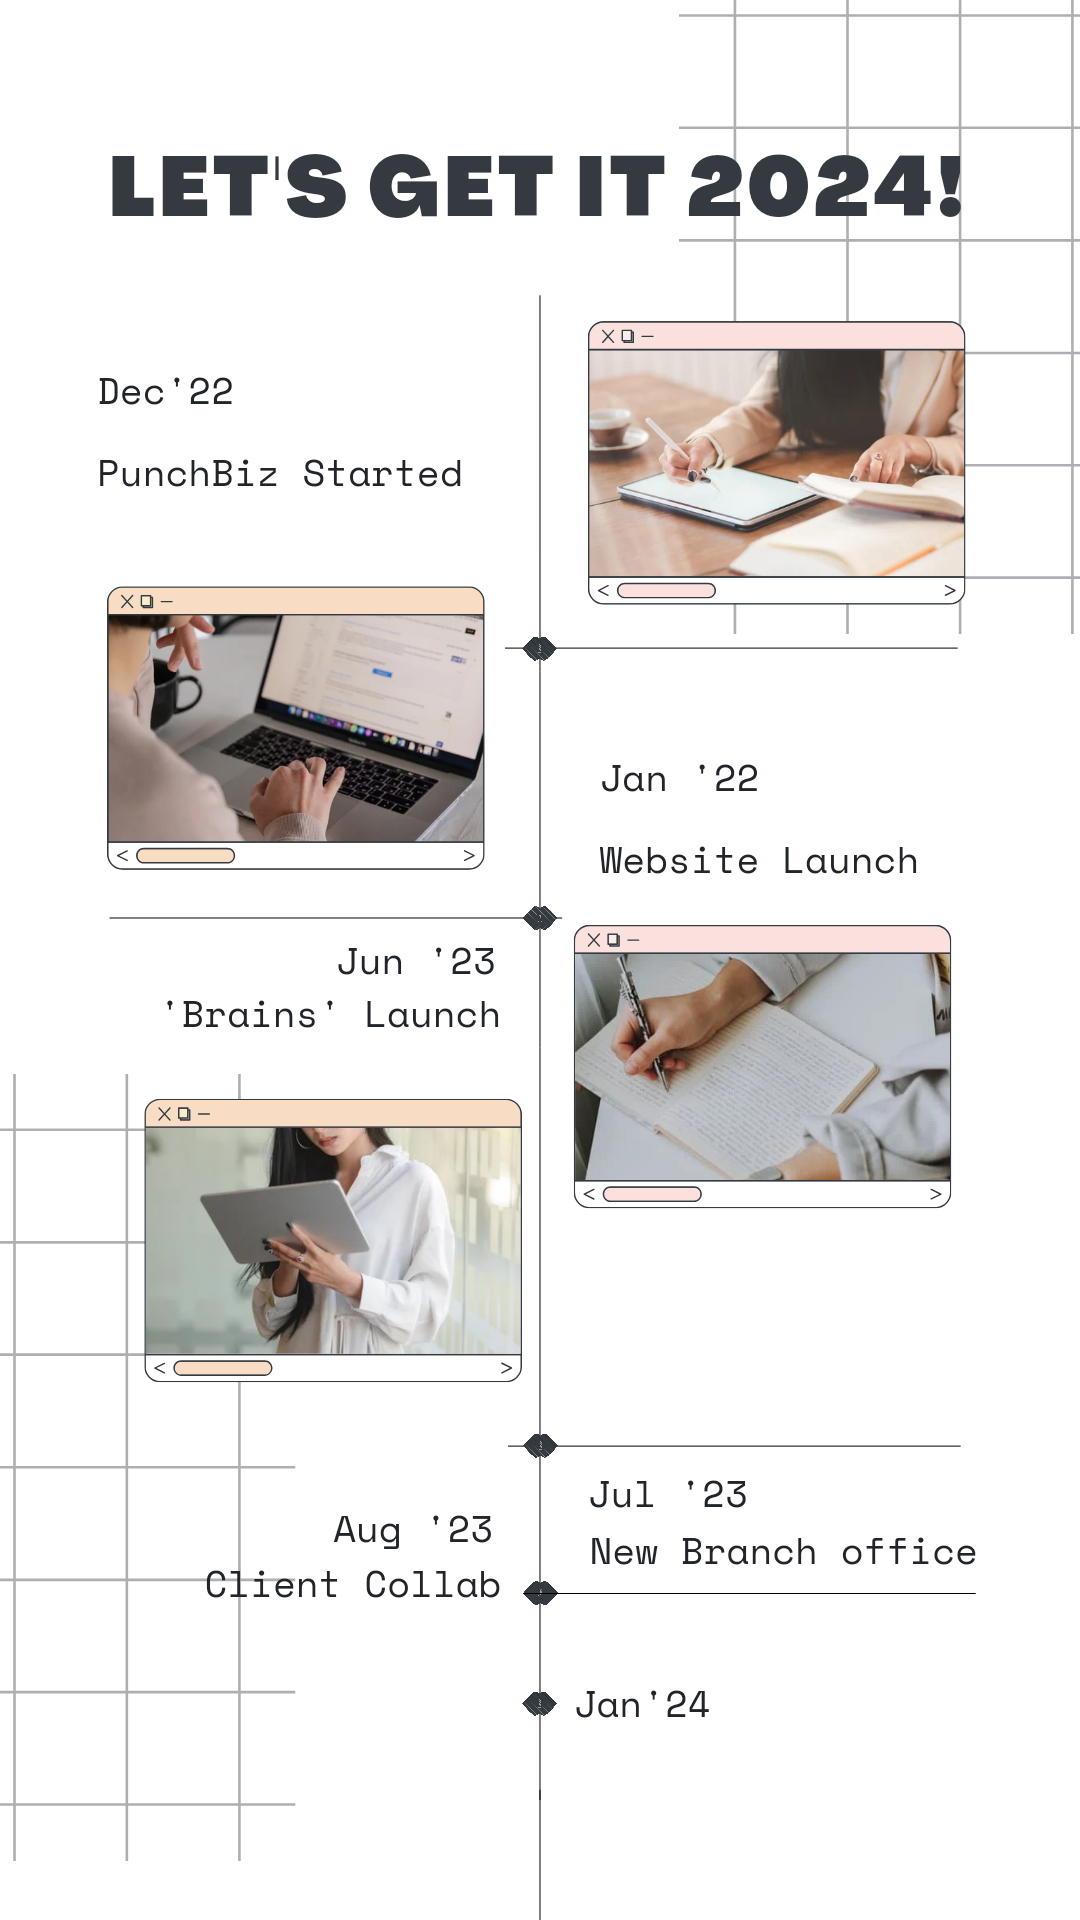 LET'S GET IT 2024!
Dec'22
PunchBiz Started
Jan '22
Website Launch
Jun '23
'Brains' Launch
Jul '23
New Branch office
Aug '23
Client Collab
Jan'24